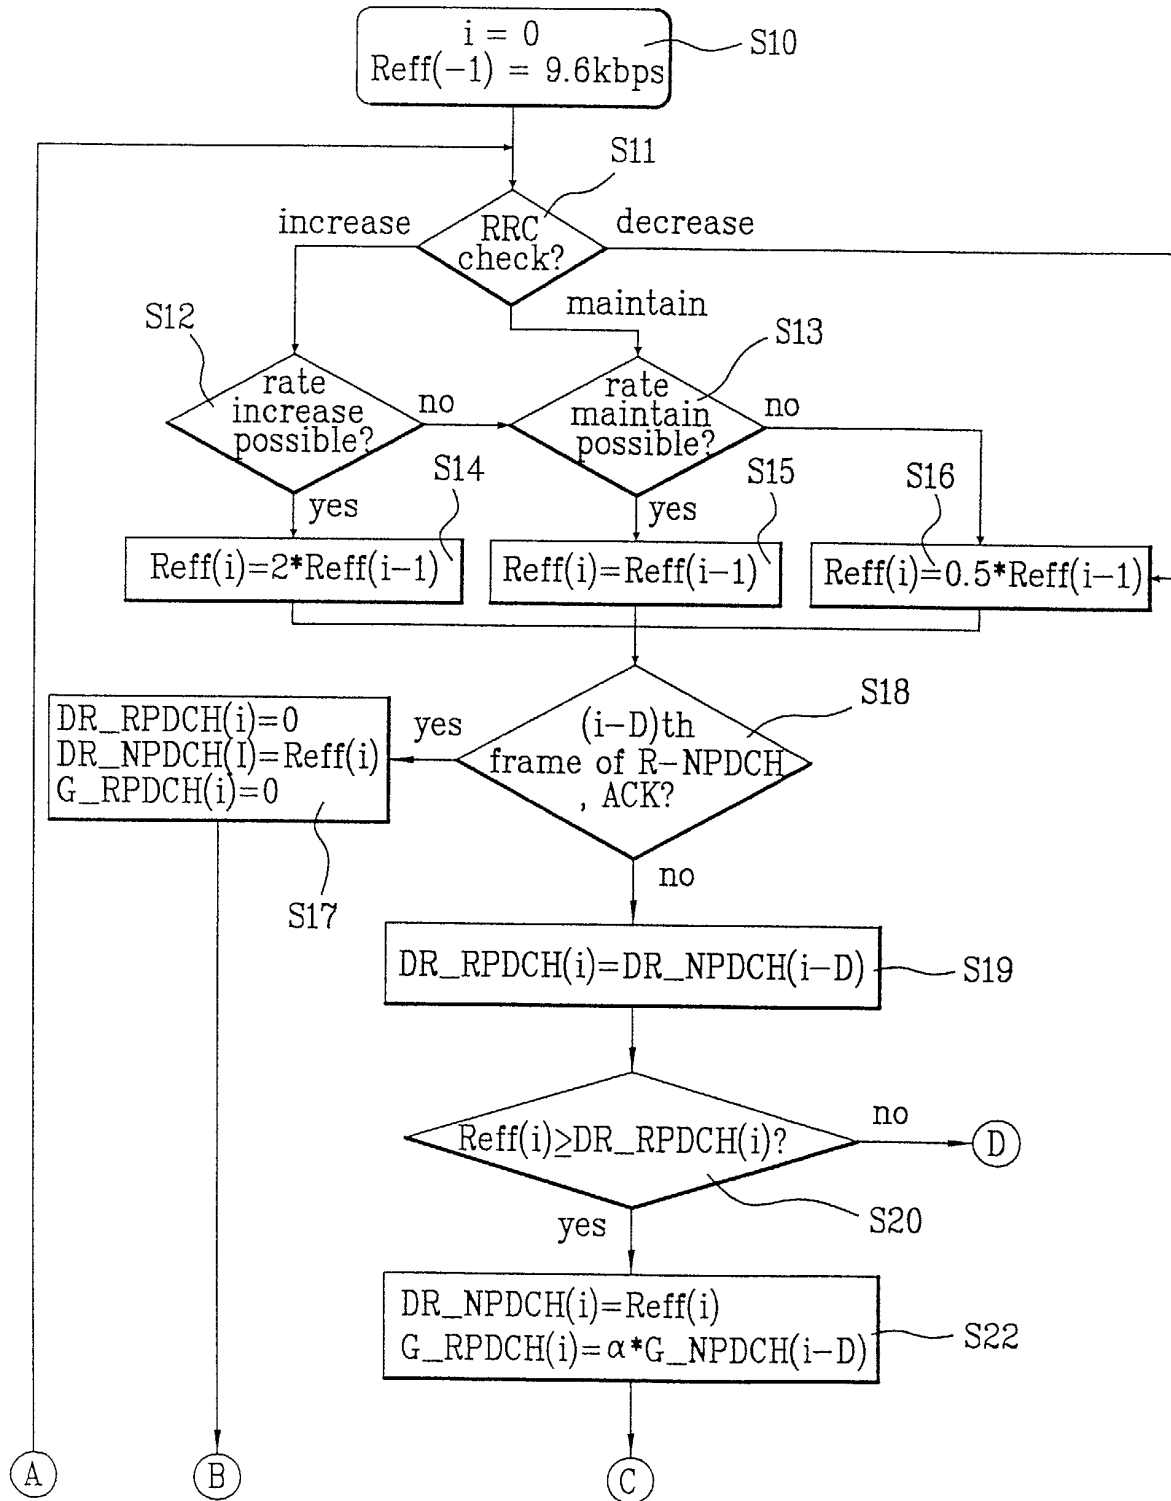 i = 0
Reff(-1) = 9.6kbps
S10
S11
RRC
check?
increase
decrease
maintain
S12
S13
rate
increase
possible?
no
rate
maintain
possible?
no
yes
S14
yes
S15
S16
Reff(i)=2*Reff(i-1)
Reff(i)=Reff(i-1)
Reff(i)=0.5*Reff(i-1)
S18
(i-D)th
frame of R-NPDCH
, ACK?
yes
DR_RPDCH(i)=0
DR_NPDCH(I)=Reff(i)
G_RPDCH(i)=0
S17
no
DR_RPDCH(i)=DR_NPDCH(i-D)
S19
Reff(i)≥DR_RPDCH(i)?
no
D
S20
yes
DR_NPDCH(i)=Reff(i)
G_RPDCH(i)=α*G_NPDCH(i-D)
S22
A
B
C